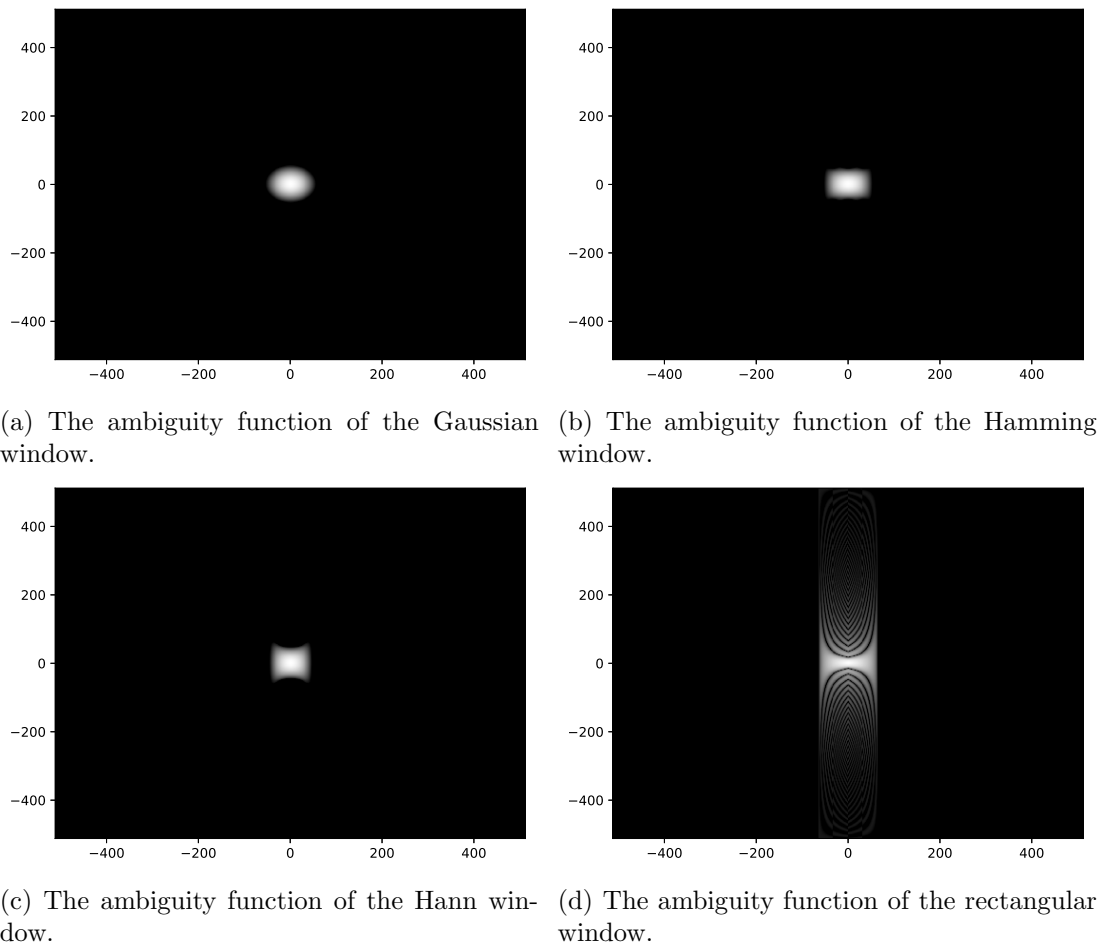 400
200
0
−200
−400
−400 −200 0 200 400
400
200
0
−200
−400
−400 −200 0 200 400
(a) The ambiguity function of the Gaussian
window.
(b) The ambiguity function of the Hamming
window.
400
200
0
−200
−400
−400 −200 0 200 400
400
200
0
−200
−400
−400 −200 0 200 400
(c) The ambiguity function of the Hann win-
dow.
(d) The ambiguity function of the rectangular
window.